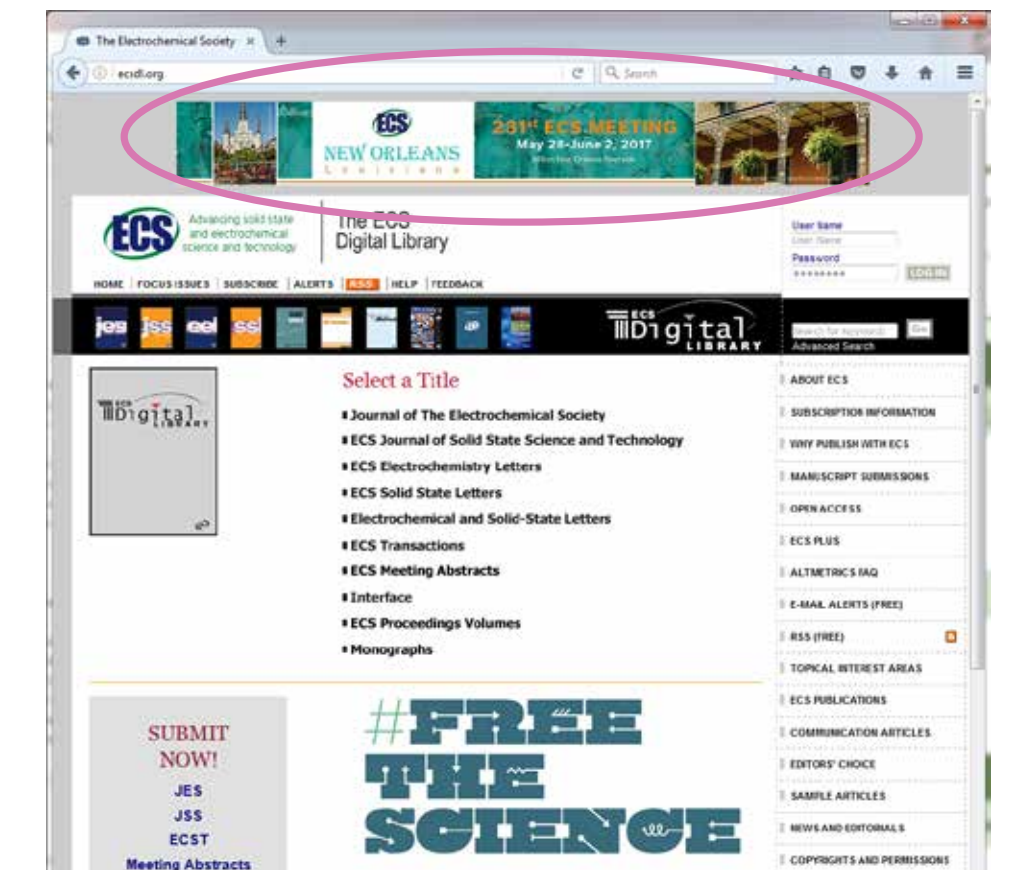 The Electrochemical Society × +
ecsdl.org
Search
ECS
NEW ORLEANS
Louisiana
231st ECS MEETING
May 28-June 2, 2017
ECS
Advancing solid state
and electrochemical
science and technology
The ECS
Digital Library
User Name
User Name
Password
********
LOG IN
HOME | FOCUS ISSUES | SUBSCRIBE | ALERTS | RSS | HELP | FEEDBACK
jes jss eel ssl
ECS
Digital
LIBRARY
Search for keywords Go
Advanced Search
ECS
Digital
LIBRARY
Select a Title
Journal of The Electrochemical Society
ECS Journal of Solid State Science and Technology
ECS Electrochemistry Letters
ECS Solid State Letters
Electrochemical and Solid-State Letters
ECS Transactions
ECS Meeting Abstracts
Interface
ECS Proceedings Volumes
Monographs
ABOUT ECS
SUBSCRIPTION INFORMATION
WHY PUBLISH WITH ECS
MANUSCRIPT SUBMISSIONS
OPEN ACCESS
ECS PLUS
ALTMETRICS FAQ
E-MAIL ALERTS (FREE)
RSS (FREE)
TOPICAL INTEREST AREAS
ECS PUBLICATIONS
COMMUNICATION ARTICLES
EDITORS' CHOICE
SAMPLE ARTICLES
NEWS AND EDITORIALS
COPYRIGHTS AND PERMISSIONS
SUBMIT
NOW!
JES
JSS
ECST
Meeting Abstracts
#FREE
THE
SCIENCE